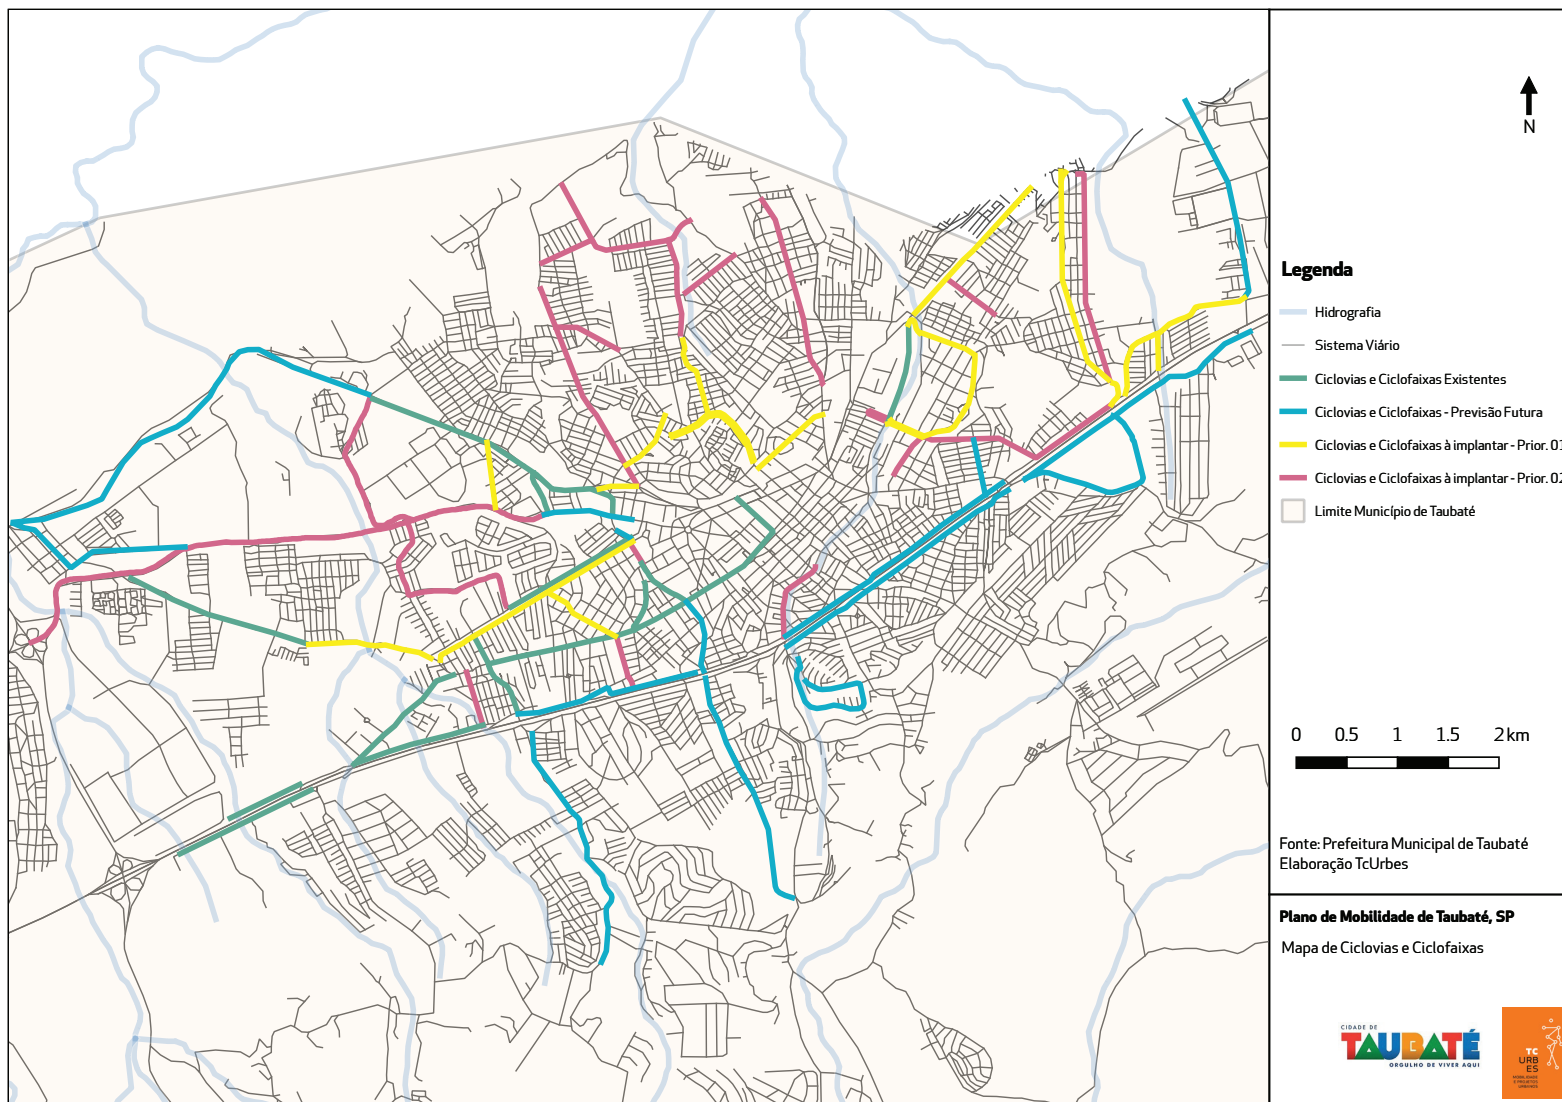 N
Legenda
Hidrografia
Sistema Viário
Ciclovias e Ciclofaixas Existentes
Ciclovias e Ciclofaixas - Previsão Futura
Ciclovias e Ciclofaixas à implantar - Prior. 01
Ciclovias e Ciclofaixas à implantar - Prior. 02
Limite Município de Taubaté
0 0.5 1 1.5 2 km
Fonte: Prefeitura Municipal de Taubaté
Elaboração TcUrbes
Plano de Mobilidade de Taubaté, SP
Mapa de Ciclovias e Ciclofaixas
CIDADE DE
TAUBATÉ
ORGULHO DE VIVER AQUI
TC
URB
ES
MOBILIDADE
E PROJETOS
URBANOS